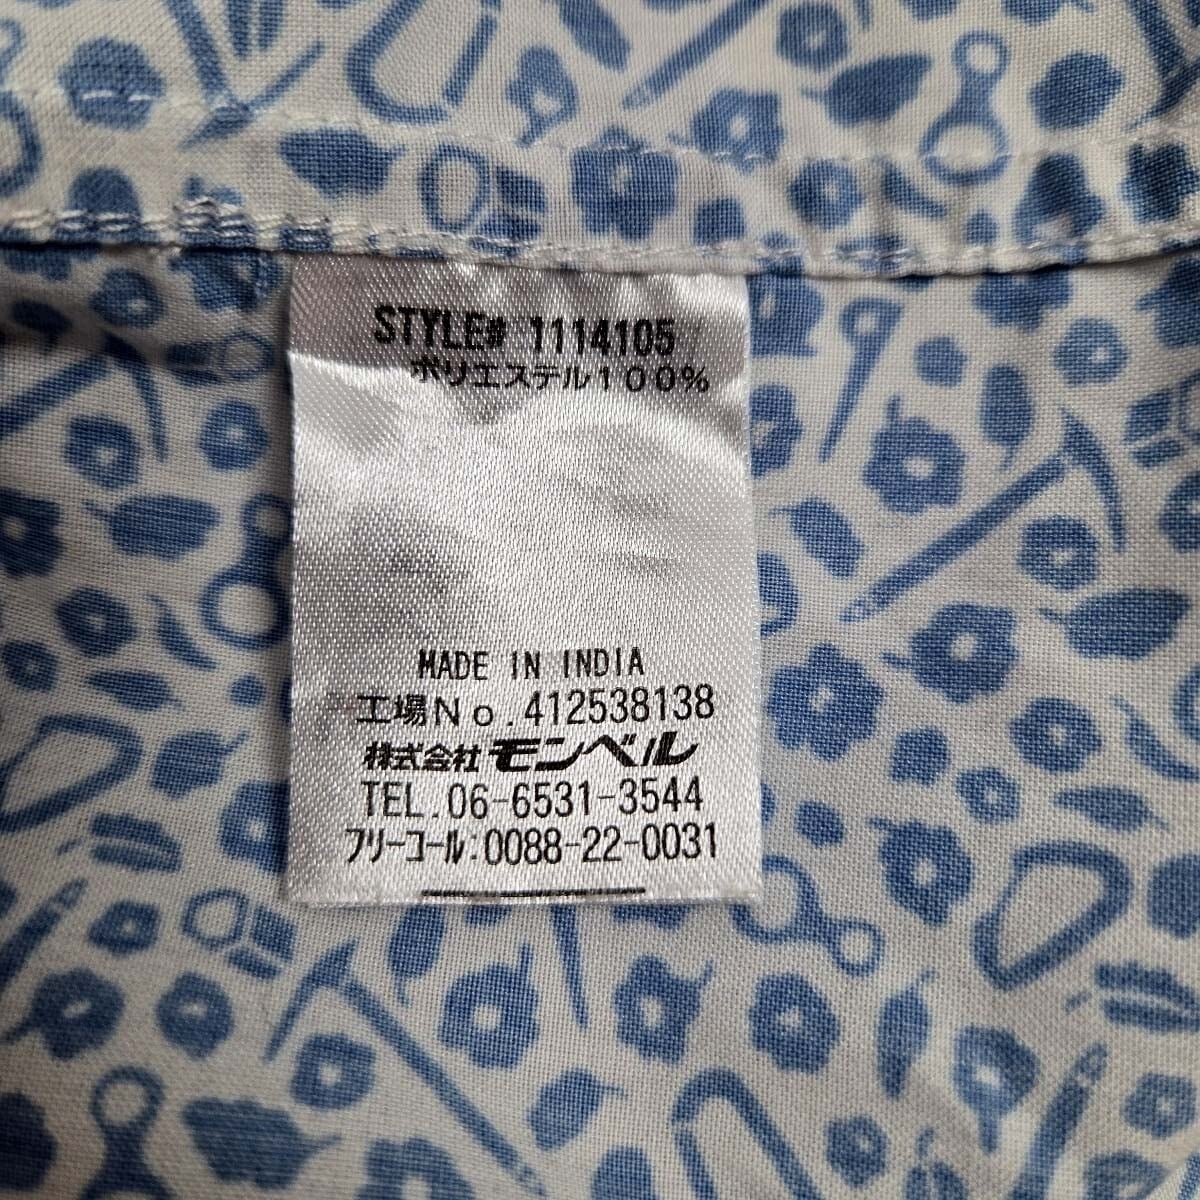 STYLE# 1114105
ポリエステル１００％
MADE IN INDIA
工場Ｎｏ.412538138
株式会社モンベル
TEL.06-6531-3544
フリーコール:0088-22-0031